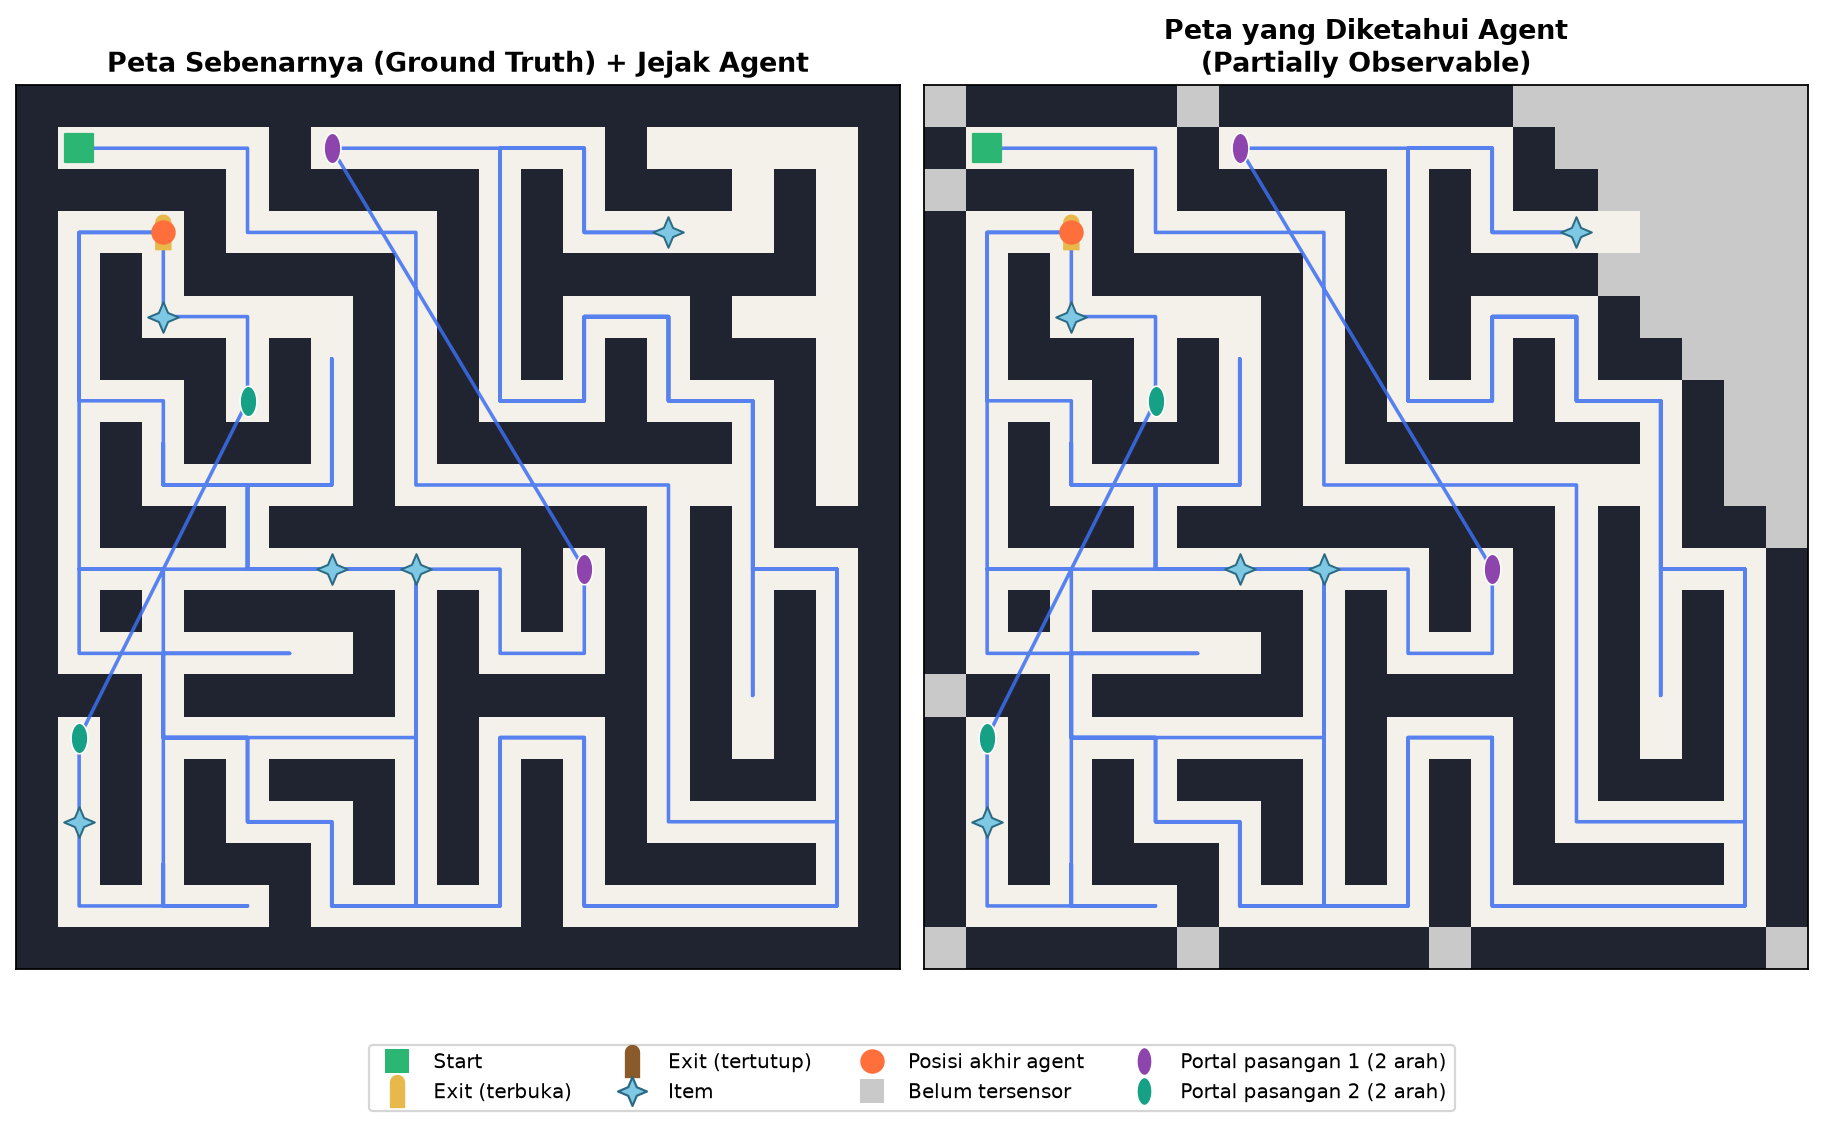 Peta Sebenarnya (Ground Truth) + Jejak Agent
Peta yang Diketahui Agent
(Partially Observable)
Start
Exit (terbuka)
Exit (tertutup)
Item
Posisi akhir agent
Belum tersensor
Portal pasangan 1 (2 arah)
Portal pasangan 2 (2 arah)